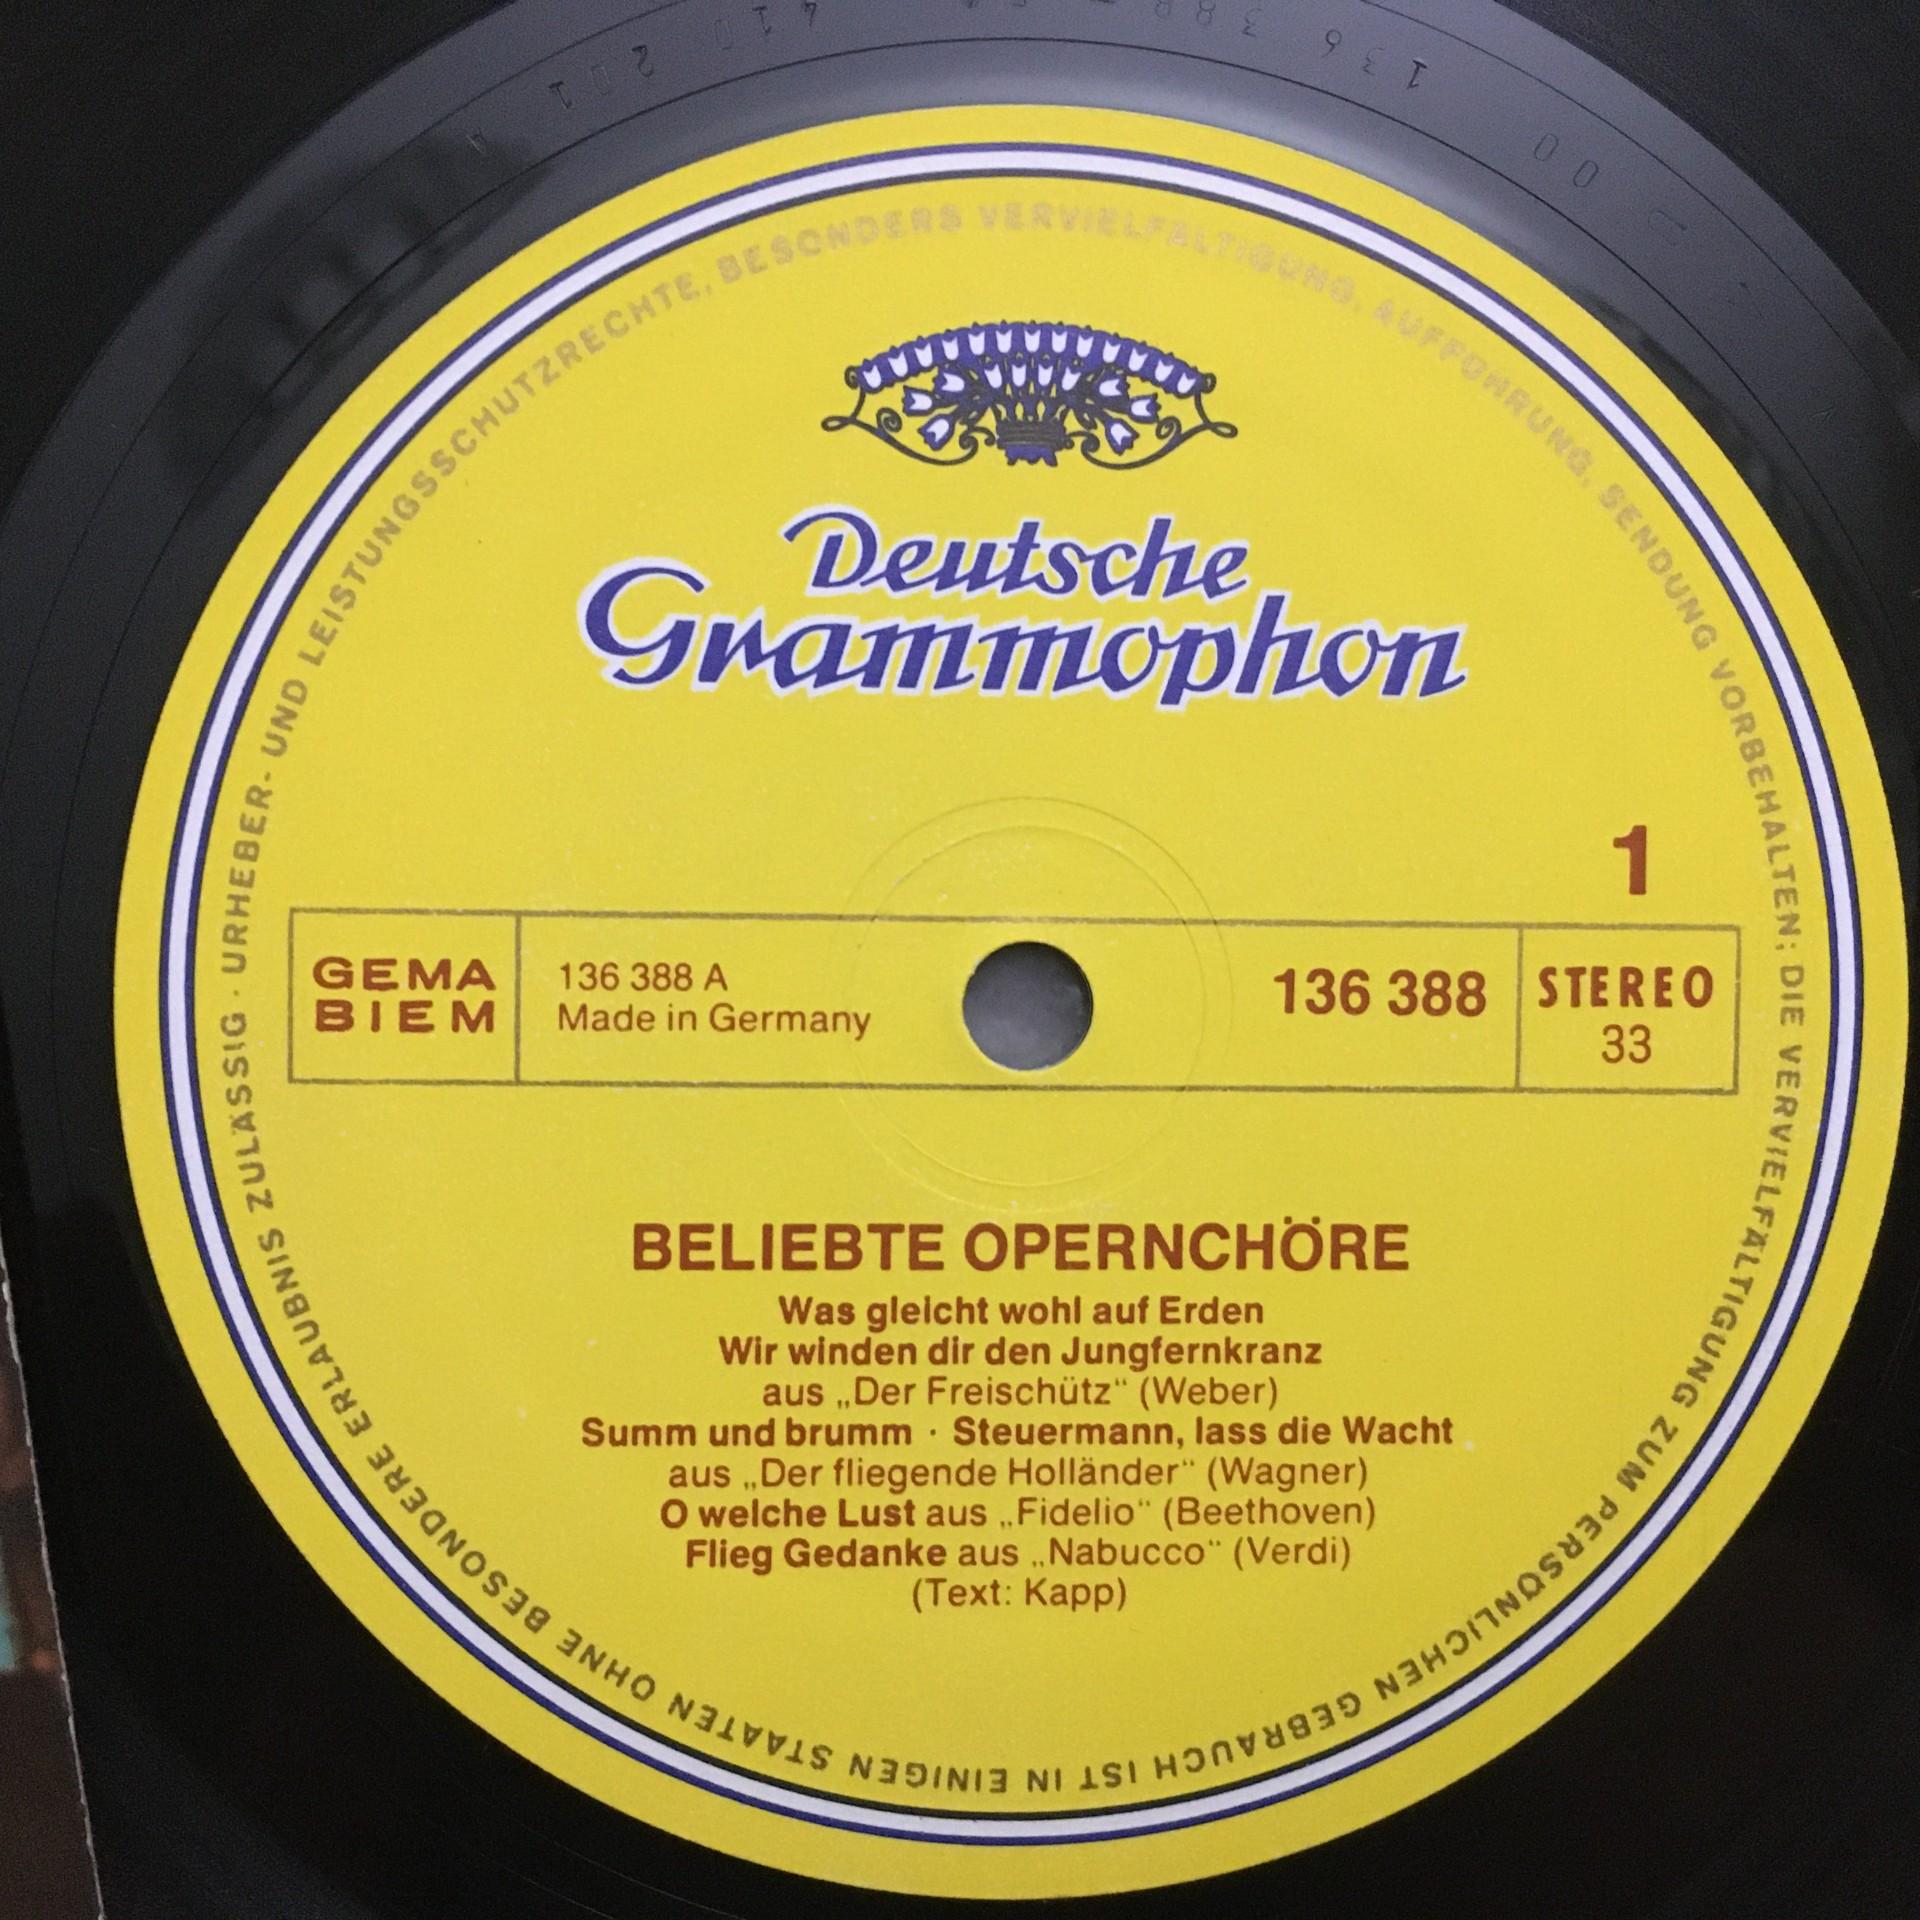 Deutsche
Grammophon
1
GEMA
BIEM
136 388 A
Made in Germany
136 388
STEREO
33
BELIEBTE OPERNCHÖRE
Was gleicht wohl auf Erden
Wir winden dir den Jungfernkranz
aus „Der Freischütz“ (Weber)
Summ und brumm · Steuermann, lass die Wacht
aus „Der fliegende Holländer“ (Wagner)
O welche Lust aus „Fidelio“ (Beethoven)
Flieg Gedanke aus „Nabucco“ (Verdi)
(Text: Kapp)
URHEBER- UND LEISTUNGSSCHUTZRECHTE, BESONDERS VERVIELFÄLTIGUNG, AUFFÜHRUNG, SENDUNG VORBEHALTEN; DIE VERVIELFÄLTIGUNG ZUM PERSÖNLICHEN GEBRAUCH IST IN EINIGEN STAATEN OHNE BESONDERE ERLAUBNIS ZULÄSSIG ·
00 136 388